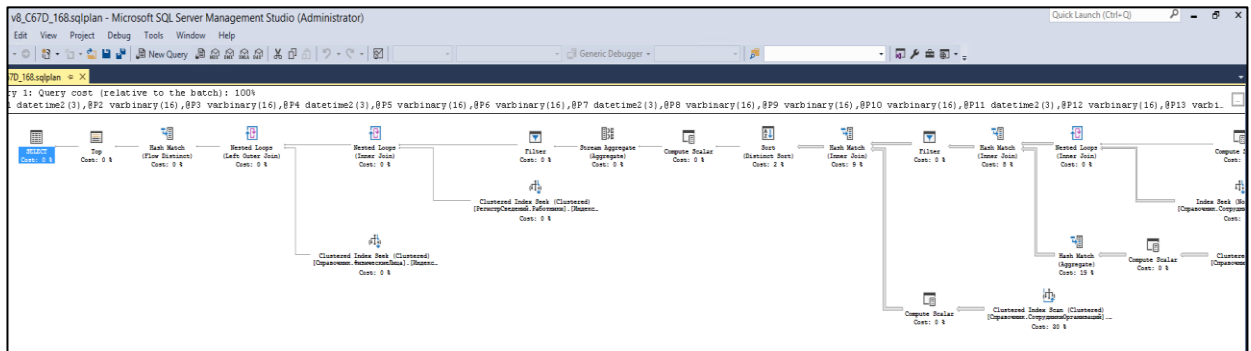 v8_C67D_168.sqlplan - Microsoft SQL Server Management Studio (Administrator)
Quick Launch (Ctrl+Q)
Edit View Project Debug Tools Window Help
New Query
Generic Debugger
7D_168.sqlplan
ry 1: Query cost (relative to the batch): 100%
l datetime2(3),@P2 varbinary(16),@P3 varbinary(16),@P4 datetime2(3),@P5 varbinary(16),@P6 varbinary(16),@P7 datetime2(3),@P8 varbinary(16),@P9 varbinary(16),@P10 varbinary(16),@P11 datetime2(3),@P12 varbinary(16),@P13 varbi…
SELECT
Cost: 0 %
Top
Cost: 0 %
Hash Match
(Flow Distinct)
Cost: 0 %
Nested Loops
(Left Outer Join)
Cost: 0 %
Nested Loops
(Inner Join)
Cost: 0 %
Filter
Cost: 0 %
Stream Aggregate
(Aggregate)
Cost: 0 %
Compute Scalar
Cost: 0 %
Sort
(Distinct Sort)
Cost: 2 %
Hash Match
(Inner Join)
Cost: 9 %
Filter
Cost: 0 %
Hash Match
(Inner Join)
Cost: 8 %
Nested Loops
(Inner Join)
Cost: 0 %
Compute S
Cost:
Clustered Index Seek (Clustered)
[РегистрСведений.Работники].[Индекс…
Cost: 0 %
Index Seek (No
[Справочник.Сотрудн
Cost:
Clustered Index Seek (Clustered)
[Справочник.ФизическиеЛица].[Индекс…
Cost: 0 %
Hash Match
(Aggregate)
Cost: 19 %
Compute Scalar
Cost: 0 %
Clustere
[Справочник
Cost:
Compute Scalar
Cost: 0 %
Clustered Index Scan (Clustered)
[Справочник.СотрудникиОрганизаций]….
Cost: 30 %